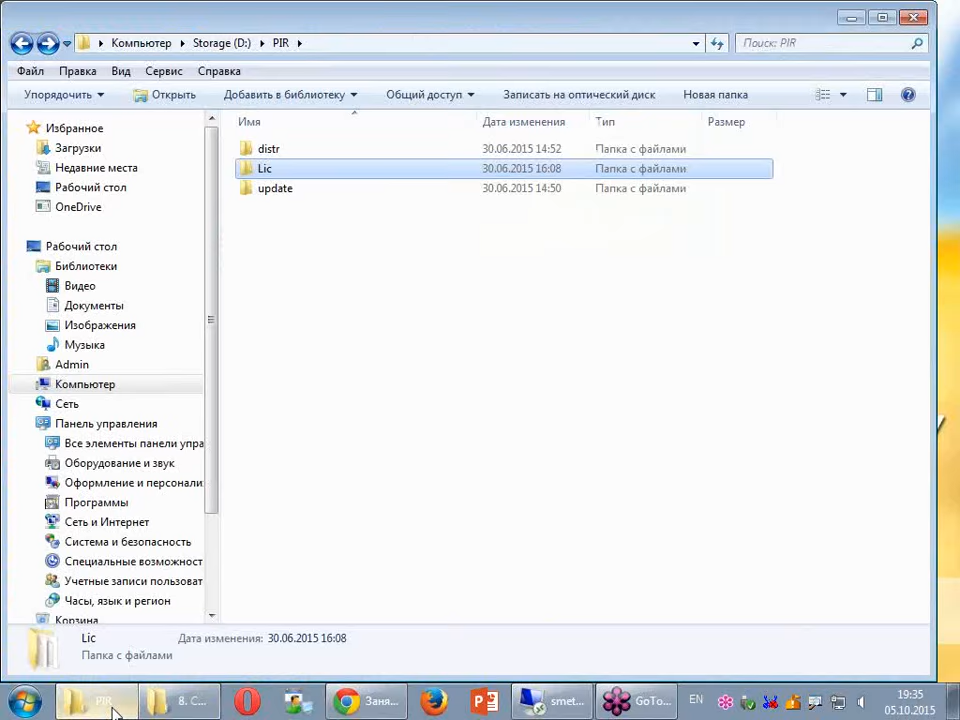 Компьютер Storage (D:) PIR
Поиск: PIR
Файл Правка Вид Сервис Справка
Упорядочить Открыть Добавить в библиотеку Общий доступ Записать на оптический диск Новая папка
Имя Дата изменения Тип Размер
distr 30.06.2015 14:52 Папка с файлами
Lic 30.06.2015 16:08 Папка с файлами
update 30.06.2015 14:50 Папка с файлами
Избранное
Загрузки
Недавние места
Рабочий стол
OneDrive
Рабочий стол
Библиотеки
Видео
Документы
Изображения
Музыка
Admin
Компьютер
Сеть
Панель управления
Все элементы панели упра
Оборудование и звук
Оформление и персонали
Программы
Сеть и Интернет
Система и безопасность
Специальные возможност
Учетные записи пользоват
Часы, язык и регион
Корзина
Lic Дата изменения: 30.06.2015 16:08
Папка с файлами
PIR 8. С... Заня... smet... GoTo... EN 19:35
05.10.2015